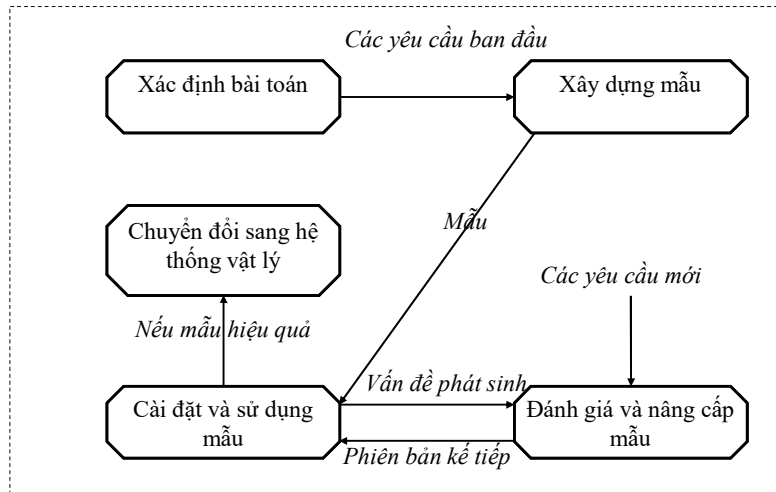 Các yêu cầu ban đầu
Xác định bài toán
Xây dựng mẫu
Mẫu
Chuyển đổi sang hệ
thống vật lý
Các yêu cầu mới
Nếu mẫu hiệu quả
Vấn đề phát sinh
Cài đặt và sử dụng
mẫu
Đánh giá và nâng cấp
mẫu
Phiên bản kế tiếp